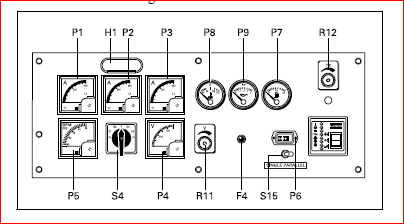 P1 H1 P2 P3 P8 P9 P7 R12
V
SINGLE PARALLEL
P5 S4 P4 R11 F4 S15 P6